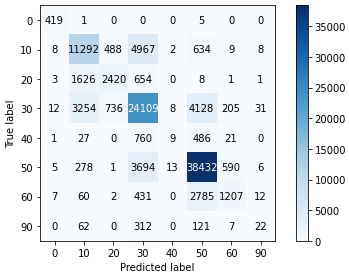 0 419 1 0 0 0 5 0 0
10 8 11292 488 4967 2 634 9 8
20 3 1626 2420 654 0 8 1 1
30 12 3254 736 24109 8 4128 205 31
40 1 27 0 760 9 486 21 0
50 5 278 1 3694 13 38432 590 6
60 7 60 2 431 0 2785 1207 12
90 0 62 0 312 0 121 7 22
0 10 20 30 40 50 60 90
Predicted label
True label
35000
30000
25000
20000
15000
10000
5000
0